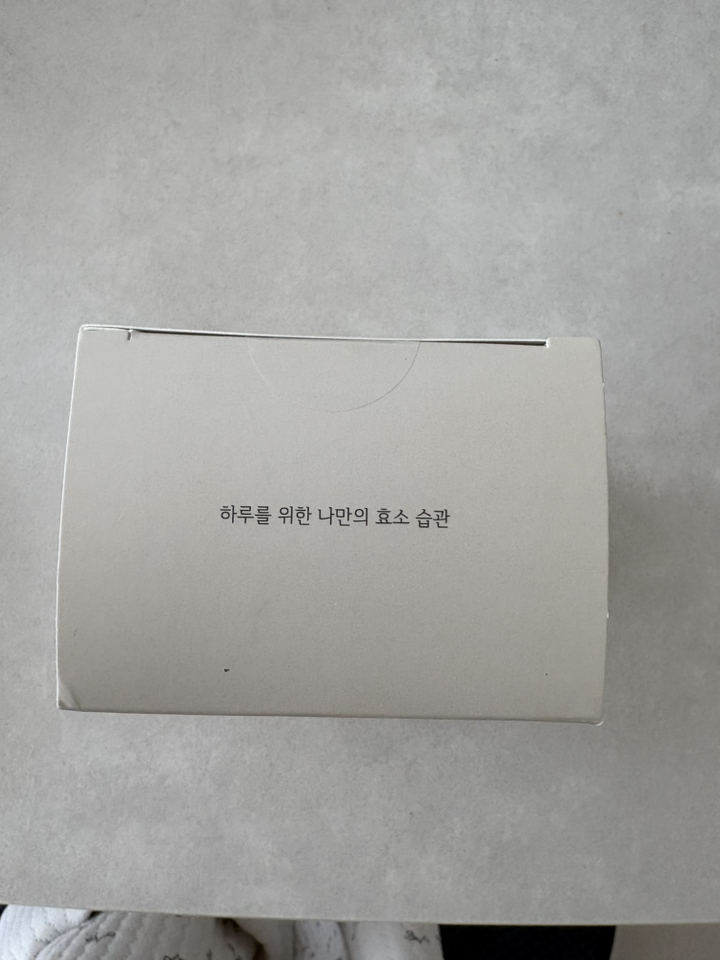 하루를 위한 나만의 효소 습관